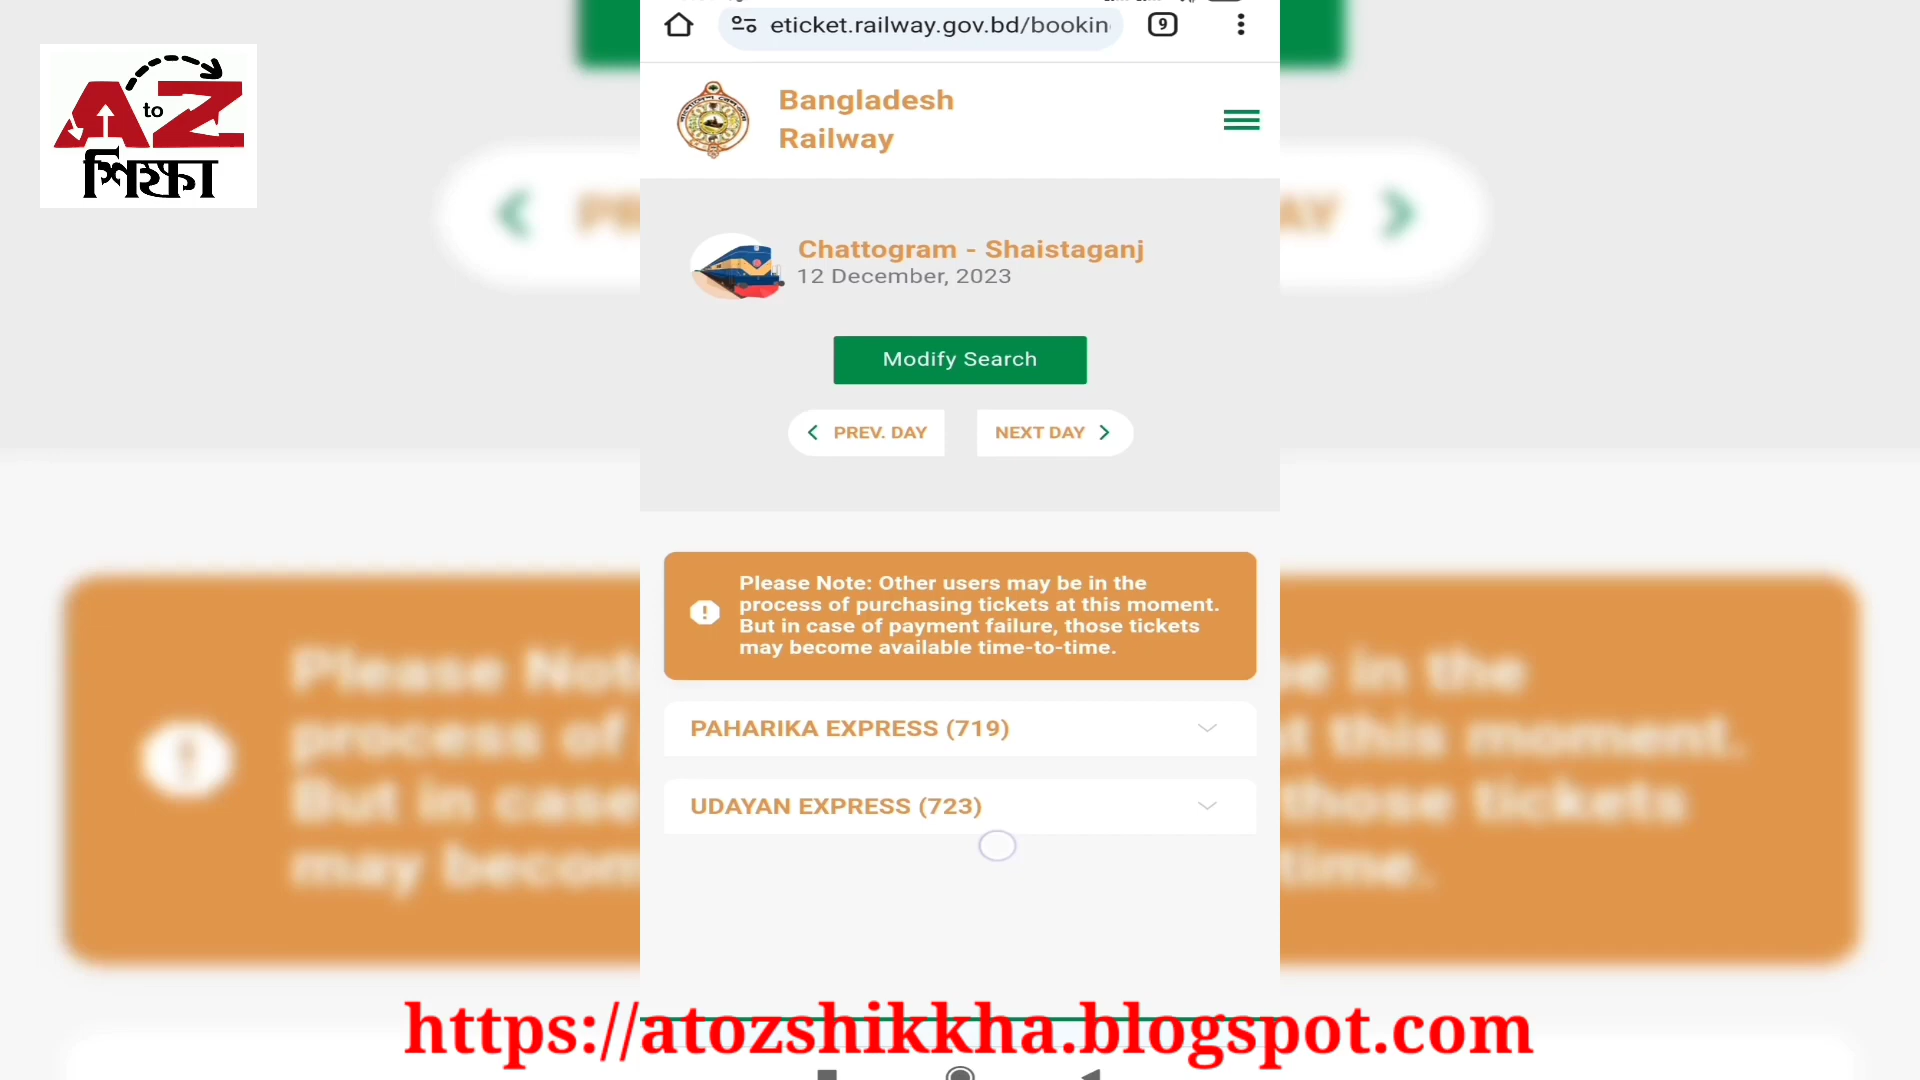 A to Z
শিক্ষা
eticket.railway.gov.bd/bookin
9
Bangladesh
Railway
Chattogram - Shaistaganj
12 December, 2023
Modify Search
PREV. DAY
NEXT DAY
Please Note: Other users may be in the
process of purchasing tickets at this moment.
But in case of payment failure, those tickets
may become available time-to-time.
PAHARIKA EXPRESS (719)
UDAYAN EXPRESS (723)
https://atozshikkha.blogspot.com